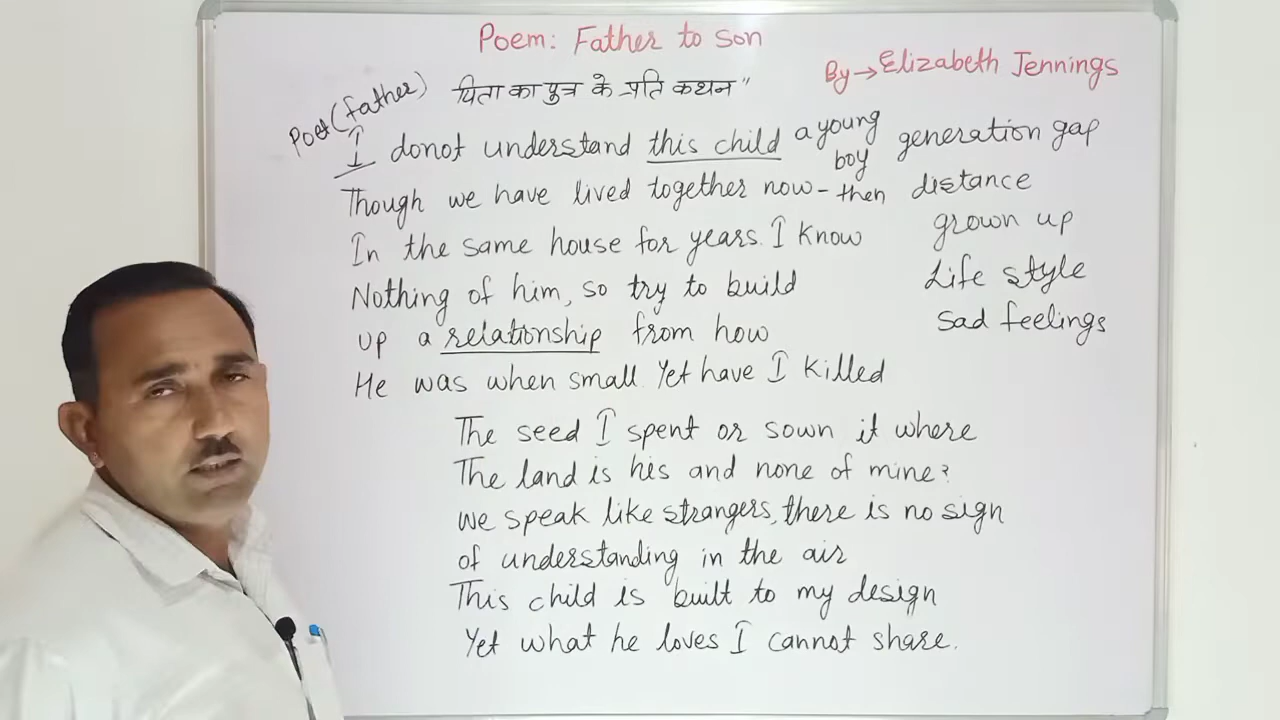 Poem: Father to son
By→Elizabeth Jennings
पिता का पुत्र के प्रति कथन"
Poet (father)
I donot understand this child a young boy generation gap
Though we have lived together now - then distance
In the same house for years. I know grown up
Nothing of him, so try to build Life style
up a relationship from how sad feelings
He was when small. Yet have I killed
The seed I spent or sown it where
The land is his and none of mine?
We speak like strangers, there is no sign
of understanding in the air
This child is built to my design
Yet what he loves I cannot share.